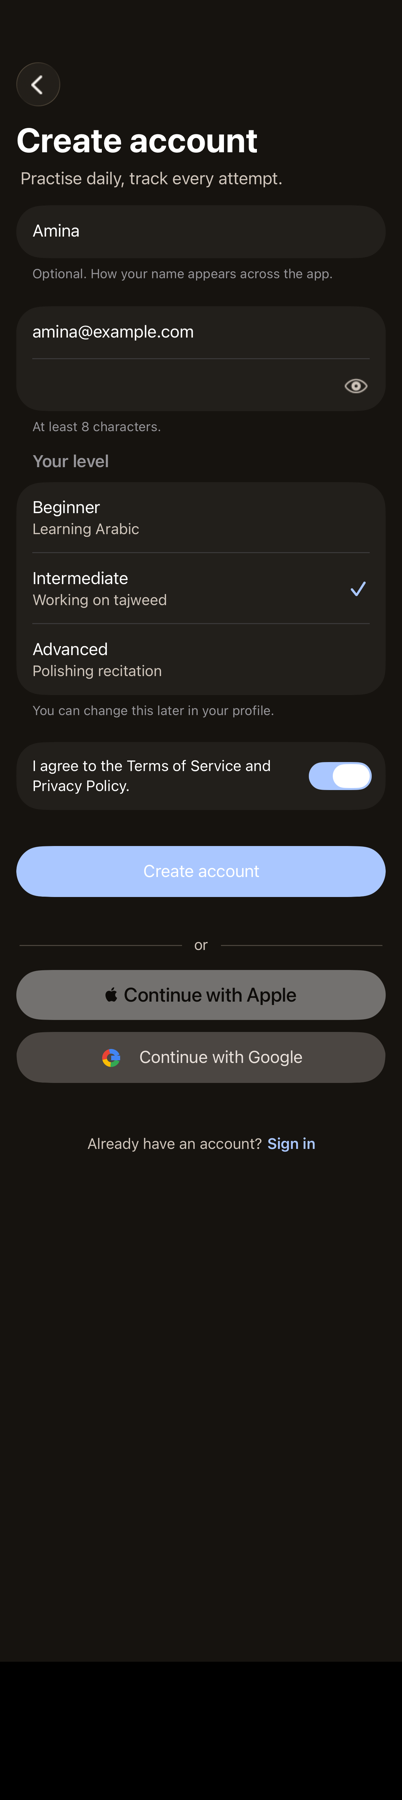 Create account
Practise daily, track every attempt.
Amina
Optional. How your name appears across the app.
amina@example.com
At least 8 characters.
Your level
Beginner
Learning Arabic
Intermediate
Working on tajweed
Advanced
Polishing recitation
You can change this later in your profile.
I agree to the Terms of Service and
Privacy Policy.
Create account
or
Continue with Apple
Continue with Google
Already have an account? Sign in